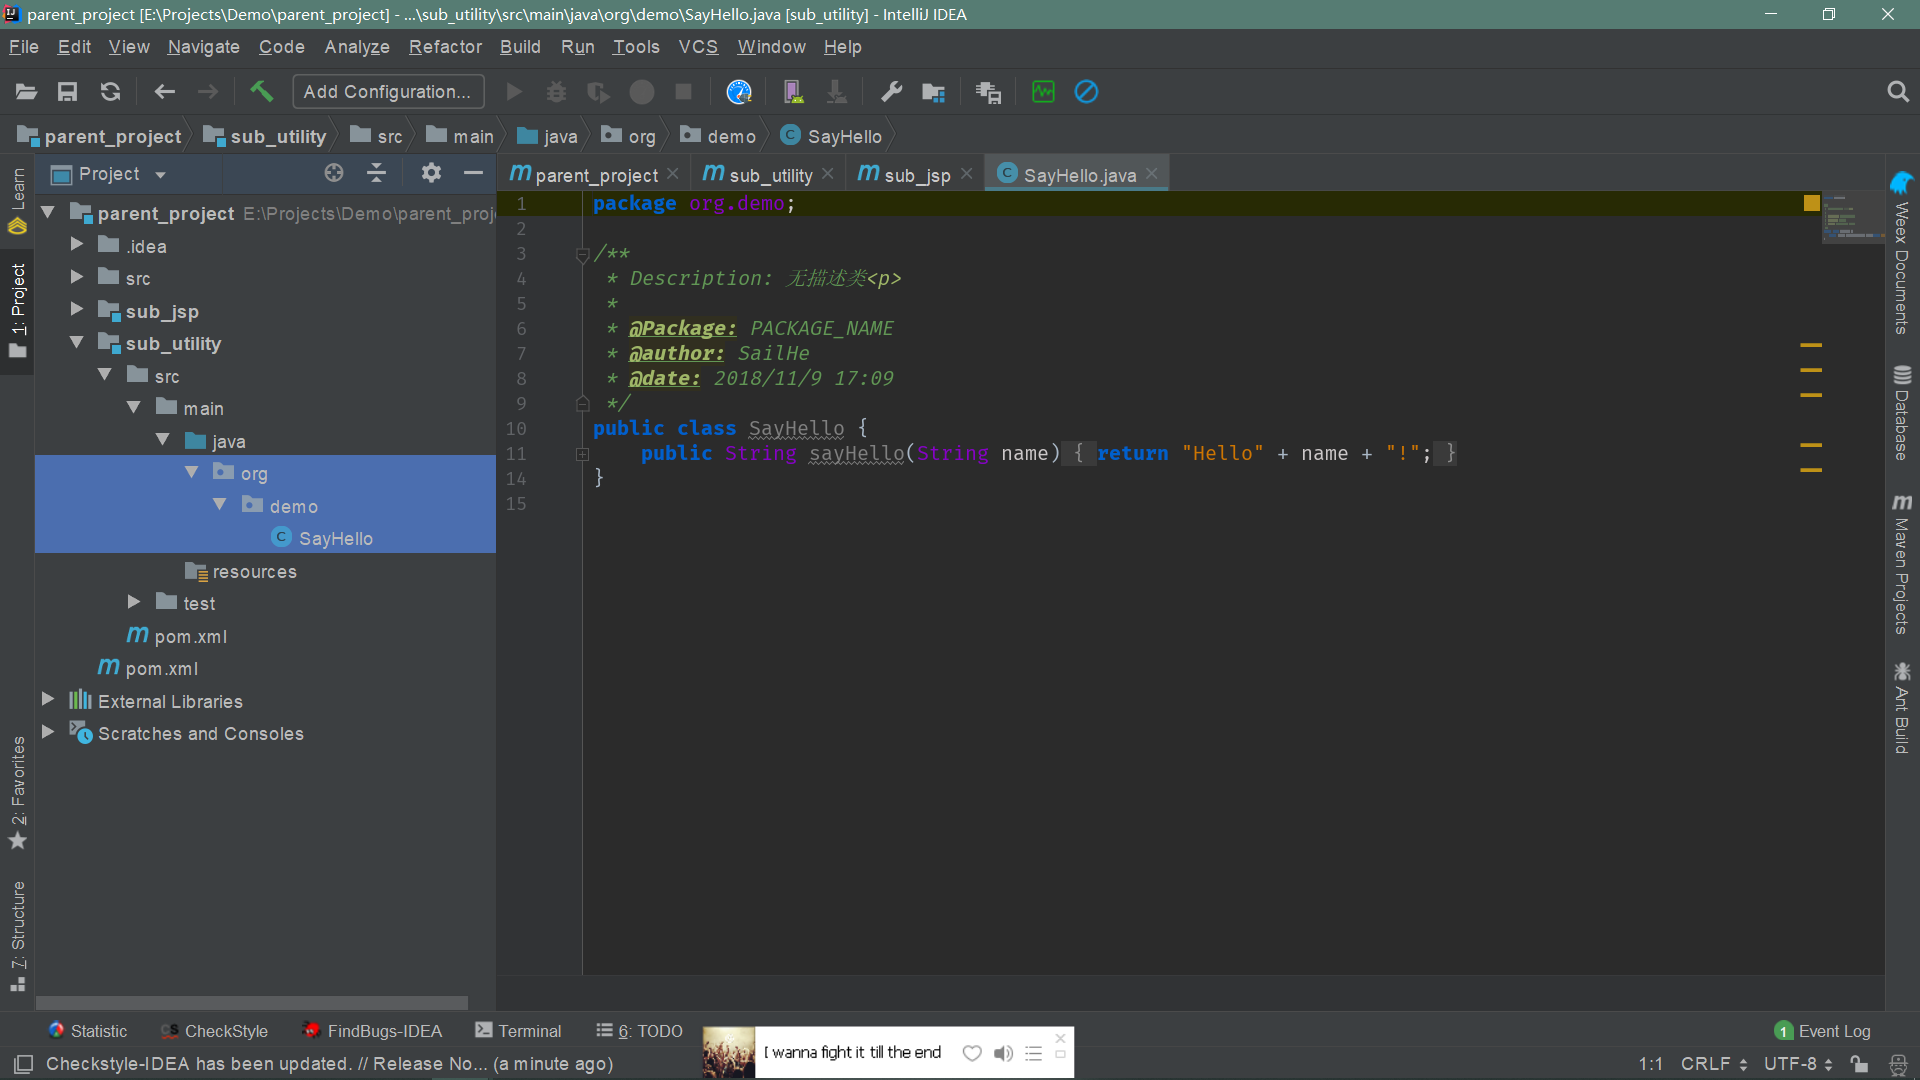 parent_project [E:\Projects\Demo\parent_project] - ...\sub_utility\src\main\java\org\demo\SayHello.java [sub_utility] - IntelliJ IDEA
File Edit View Navigate Code Analyze Refactor Build Run Tools VCS Window Help
Add Configuration...
parent_project sub_utility src main java org demo SayHello
Project
parent_project sub_utility sub_jsp SayHello.java
Learn
1: Project
2: Favorites
7: Structure
parent_project E:\Projects\Demo\parent_proj
.idea
src
sub_jsp
sub_utility
src
main
java
org
demo
SayHello
resources
test
pom.xml
pom.xml
External Libraries
Scratches and Consoles
1 package org.demo;
2
3 /**
4 * Description: 无描述类<p>
5 *
6 * @Package: PACKAGE_NAME
7 * @author: SailHe
8 * @date: 2018/11/9 17:09
9 */
10 public class SayHello {
11 public String sayHello(String name) { return "Hello" + name + "!"; }
14 }
15
Weex Documents
Database
Maven Projects
Ant Build
Statistic CheckStyle FindBugs-IDEA Terminal 6: TODO
I wanna fight it till the end
1 Event Log
Checkstyle-IDEA has been updated. // Release No... (a minute ago)
1:1 CRLF UTF-8